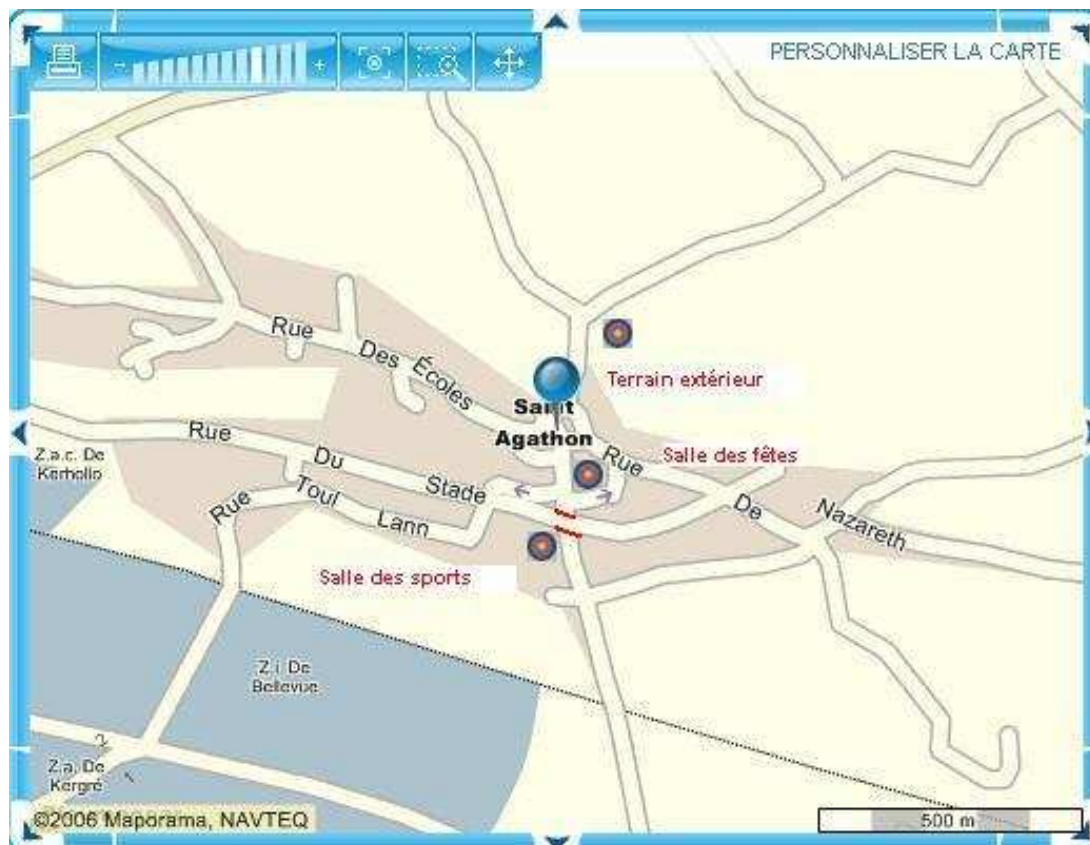 PERSONNALISER LA CARTE
Rue Des Écoles
Terrain extérieur
Saint
Agathon
Rue De Nazareth
Salle des fêtes
Rue Du Stade
Z.a.c. De
Kerhollo
Rue Toul Lann
Salle des sports
Z.i. De
Bellevue
Z.a. De
Kergré
©2006 Maporama, NAVTEQ
500 m